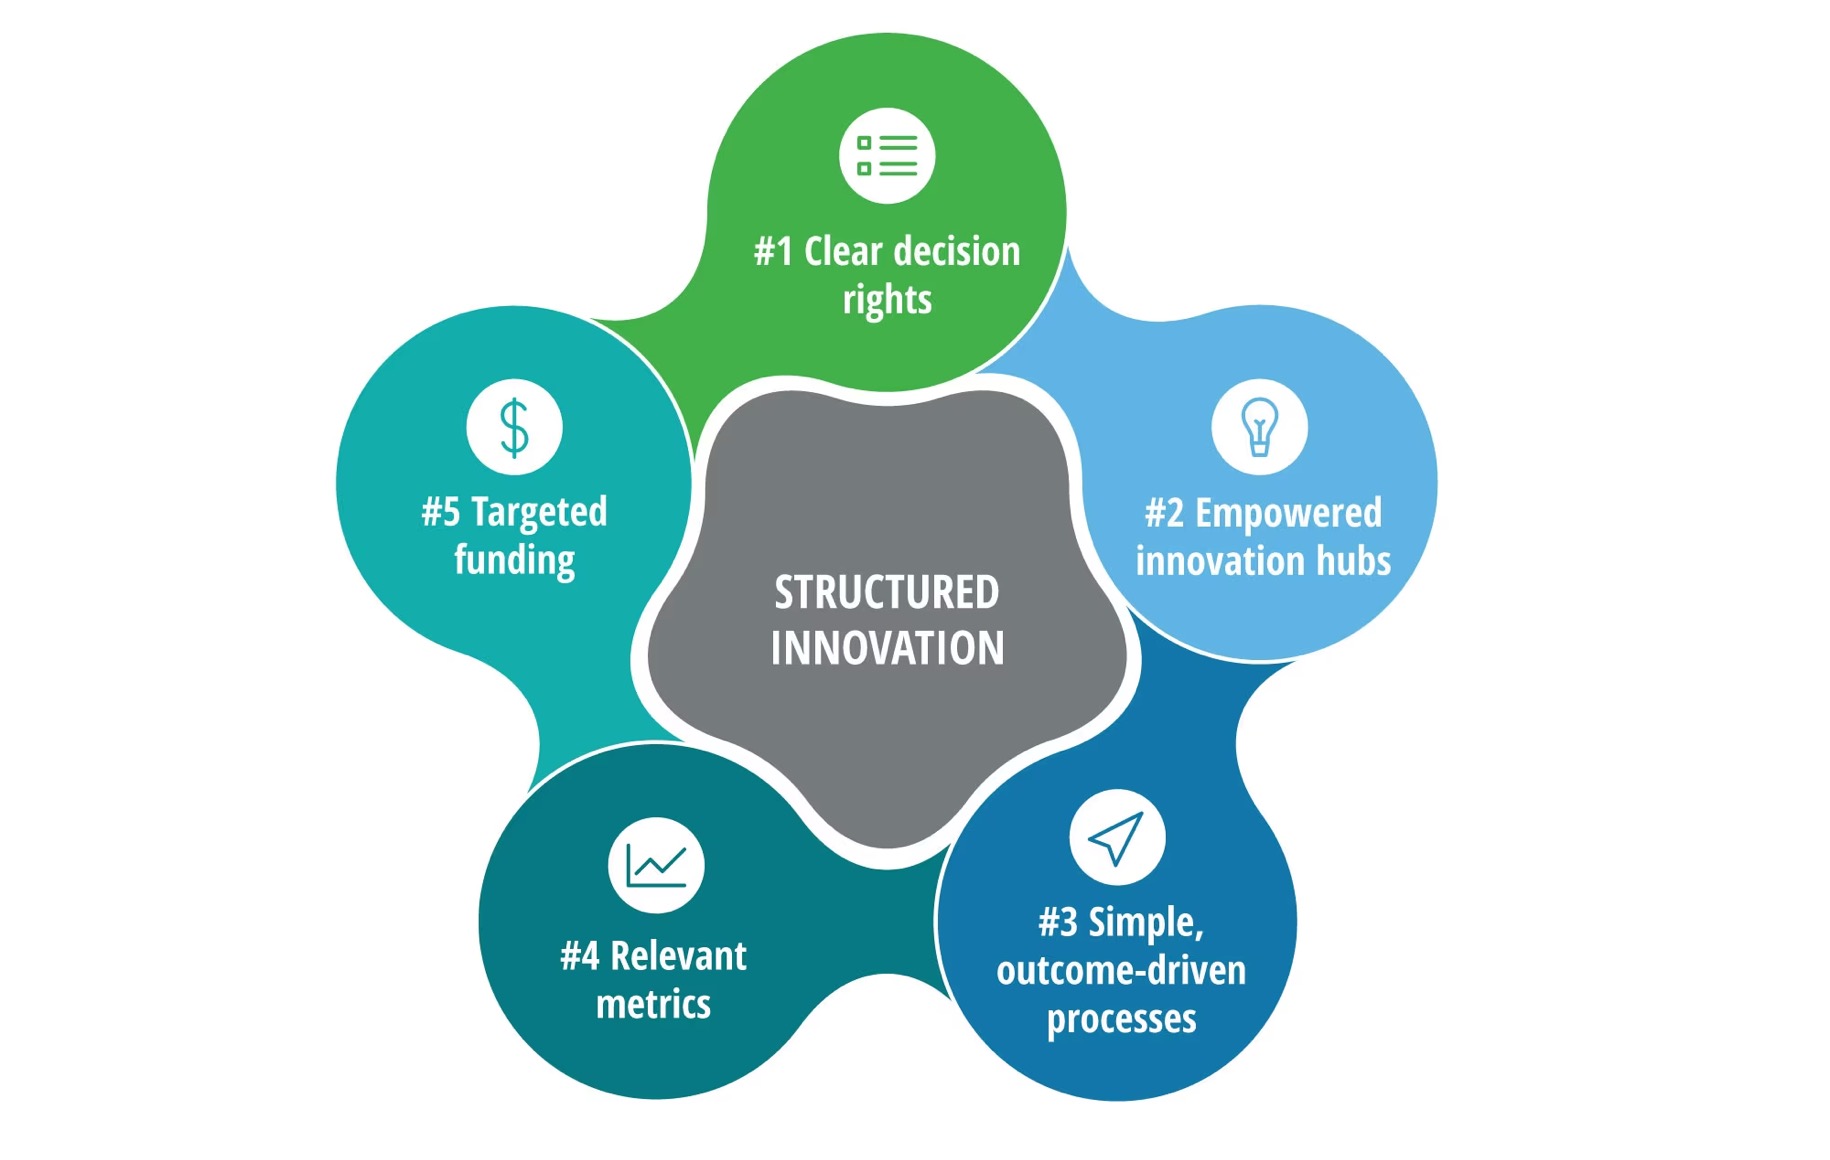 #1 Clear decision
rights
#2 Empowered
innovation hubs
#3 Simple,
outcome-driven
processes
#4 Relevant
metrics
#5 Targeted
funding
STRUCTURED
INNOVATION